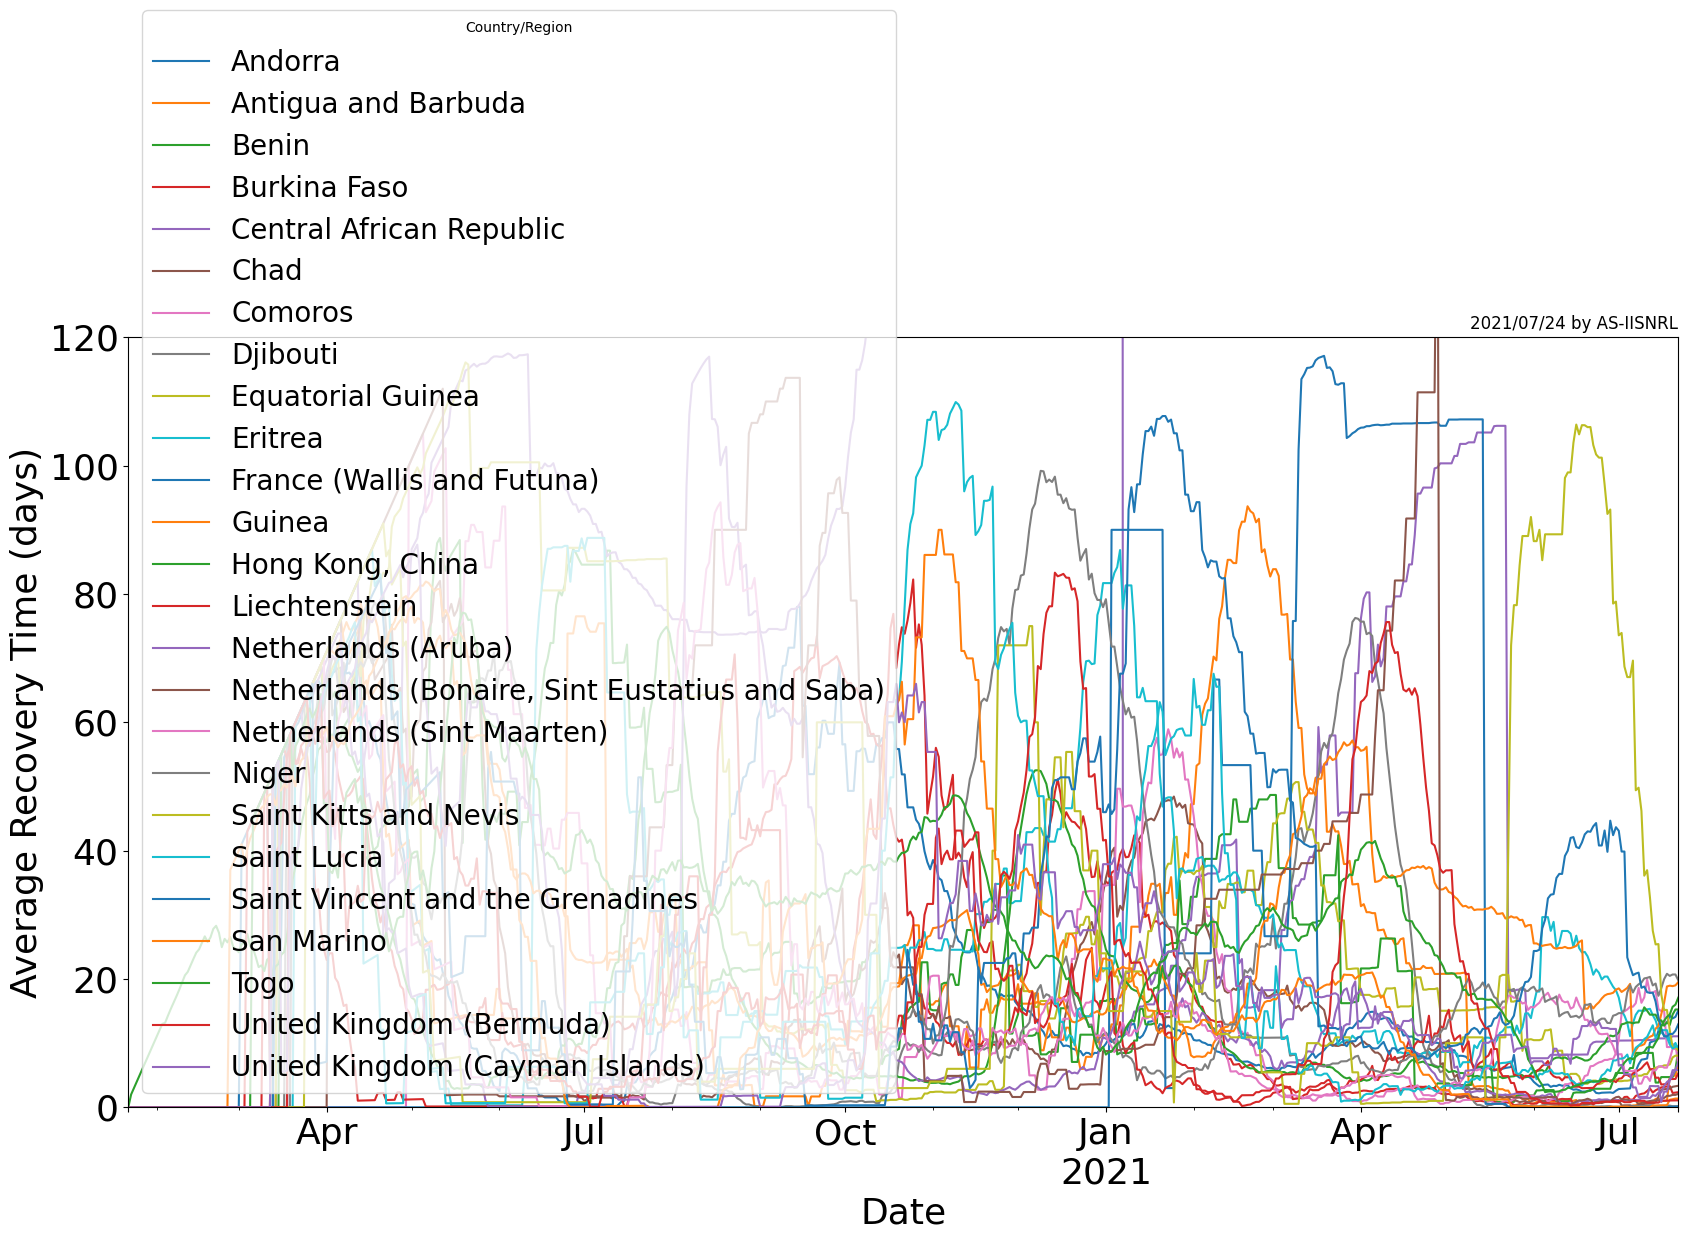 Country/Region
Andorra
Antigua and Barbuda
Benin
Burkina Faso
Central African Republic
Chad
Comoros
Djibouti
Equatorial Guinea
Eritrea
France (Wallis and Futuna)
Guinea
Hong Kong, China
Liechtenstein
Netherlands (Aruba)
Netherlands (Bonaire, Sint Eustatius and Saba)
Netherlands (Sint Maarten)
Niger
Saint Kitts and Nevis
Saint Lucia
Saint Vincent and the Grenadines
San Marino
Togo
United Kingdom (Bermuda)
United Kingdom (Cayman Islands)
2021/07/24 by AS-IISNRL
Average Recovery Time (days)
120
100
80
60
40
20
0
Apr Jul Oct Jan Apr Jul
2021
Date